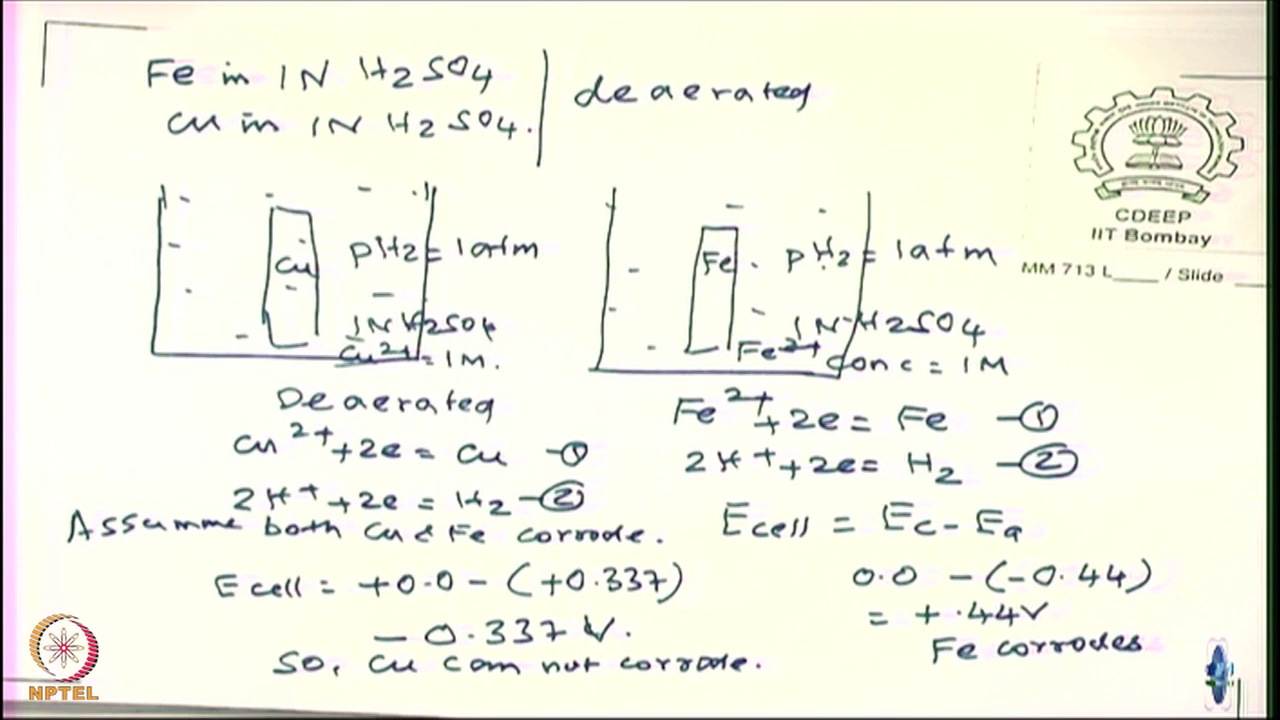 Fe in 1N H2SO4
Cu in 1N H2SO4.
deaerated
CDEEP
IIT Bombay
MM 713 L____ / Slide
Cu
pH2 = 1atm
1N H2SO4
Cu2+ = 1M.
Fe
pH2 = 1atm
1N H2SO4
Fe2+ conc = 1M
Deaerated
Cu2+ + 2e = Cu —①
2H+ + 2e = H2 —②
Fe2+ + 2e = Fe —①
2H+ + 2e = H2 —②
Assumme both Cu & Fe corrode.
Ecell = Ec - Ea
Ecell = +0.0 - (+0.337)
- 0.337 V.
So, Cu can not corrode.
0.0 - (-0.44)
= + .44V
Fe corrodes
NPTEL